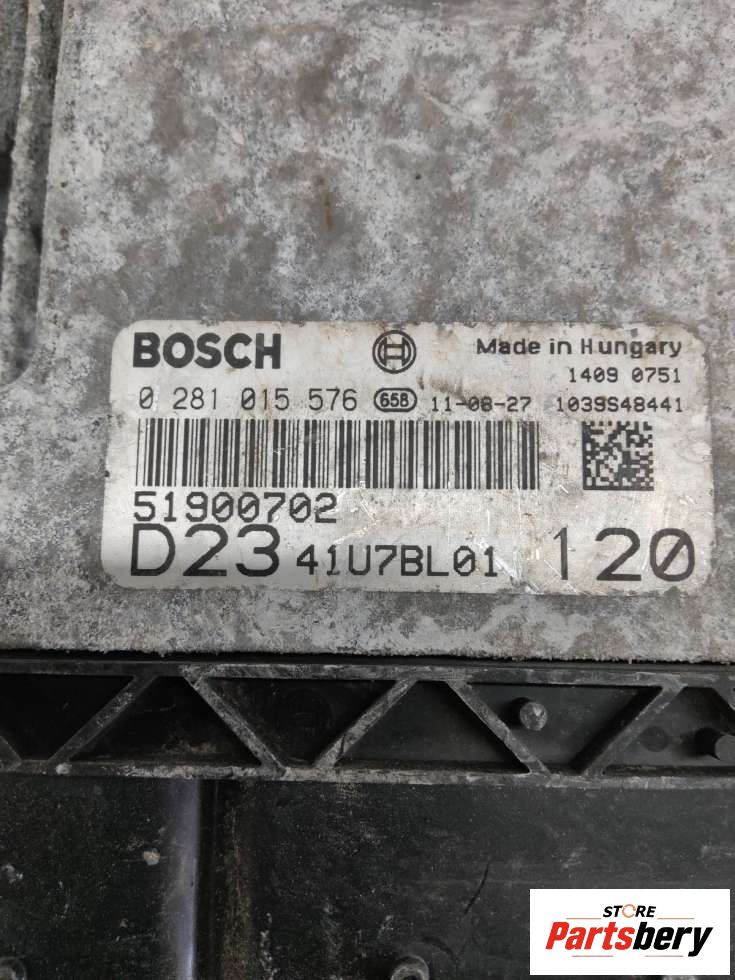 BOSCH Made in Hungary
1409 0751
0 281 015 576 658 11-08-27 1039S48441
51900702
D23 41U7BL01 120
STORE
Partsbery